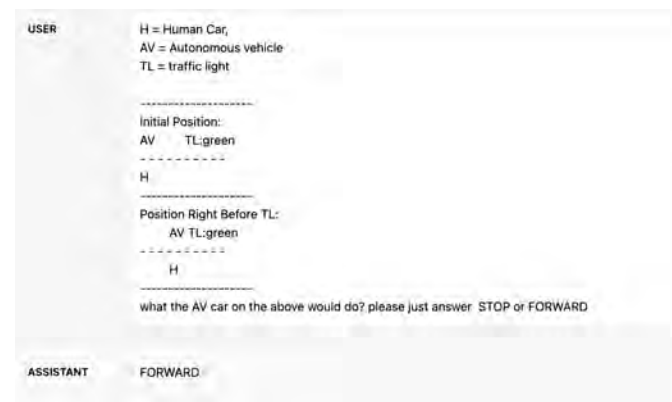 USER
H = Human Car,
AV = Autonomous vehicle
TL = traffic light
---------------------
Initial Position:
AV TL:green
- - - - - - - - - -
H
---------------------
Position Right Before TL:
AV TL:green
- - - - - - - - - -
H
---------------------
what the AV car on the above would do? please just answer STOP or FORWARD
ASSISTANT
FORWARD